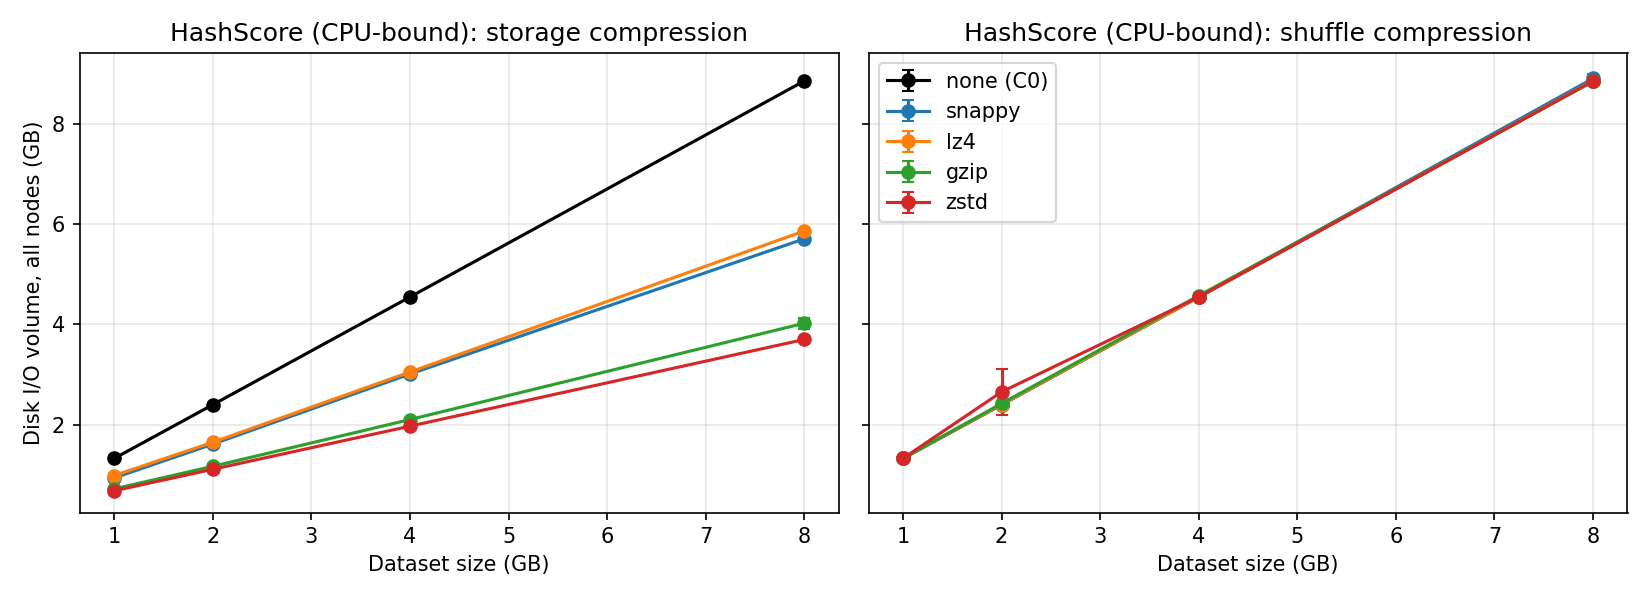 HashScore (CPU-bound): storage compression
Disk I/O volume, all nodes (GB)
8
6
4
2
1 2 3 4 5 6 7 8
Dataset size (GB)
HashScore (CPU-bound): shuffle compression
none (C0)
snappy
lz4
gzip
zstd
1 2 3 4 5 6 7 8
Dataset size (GB)